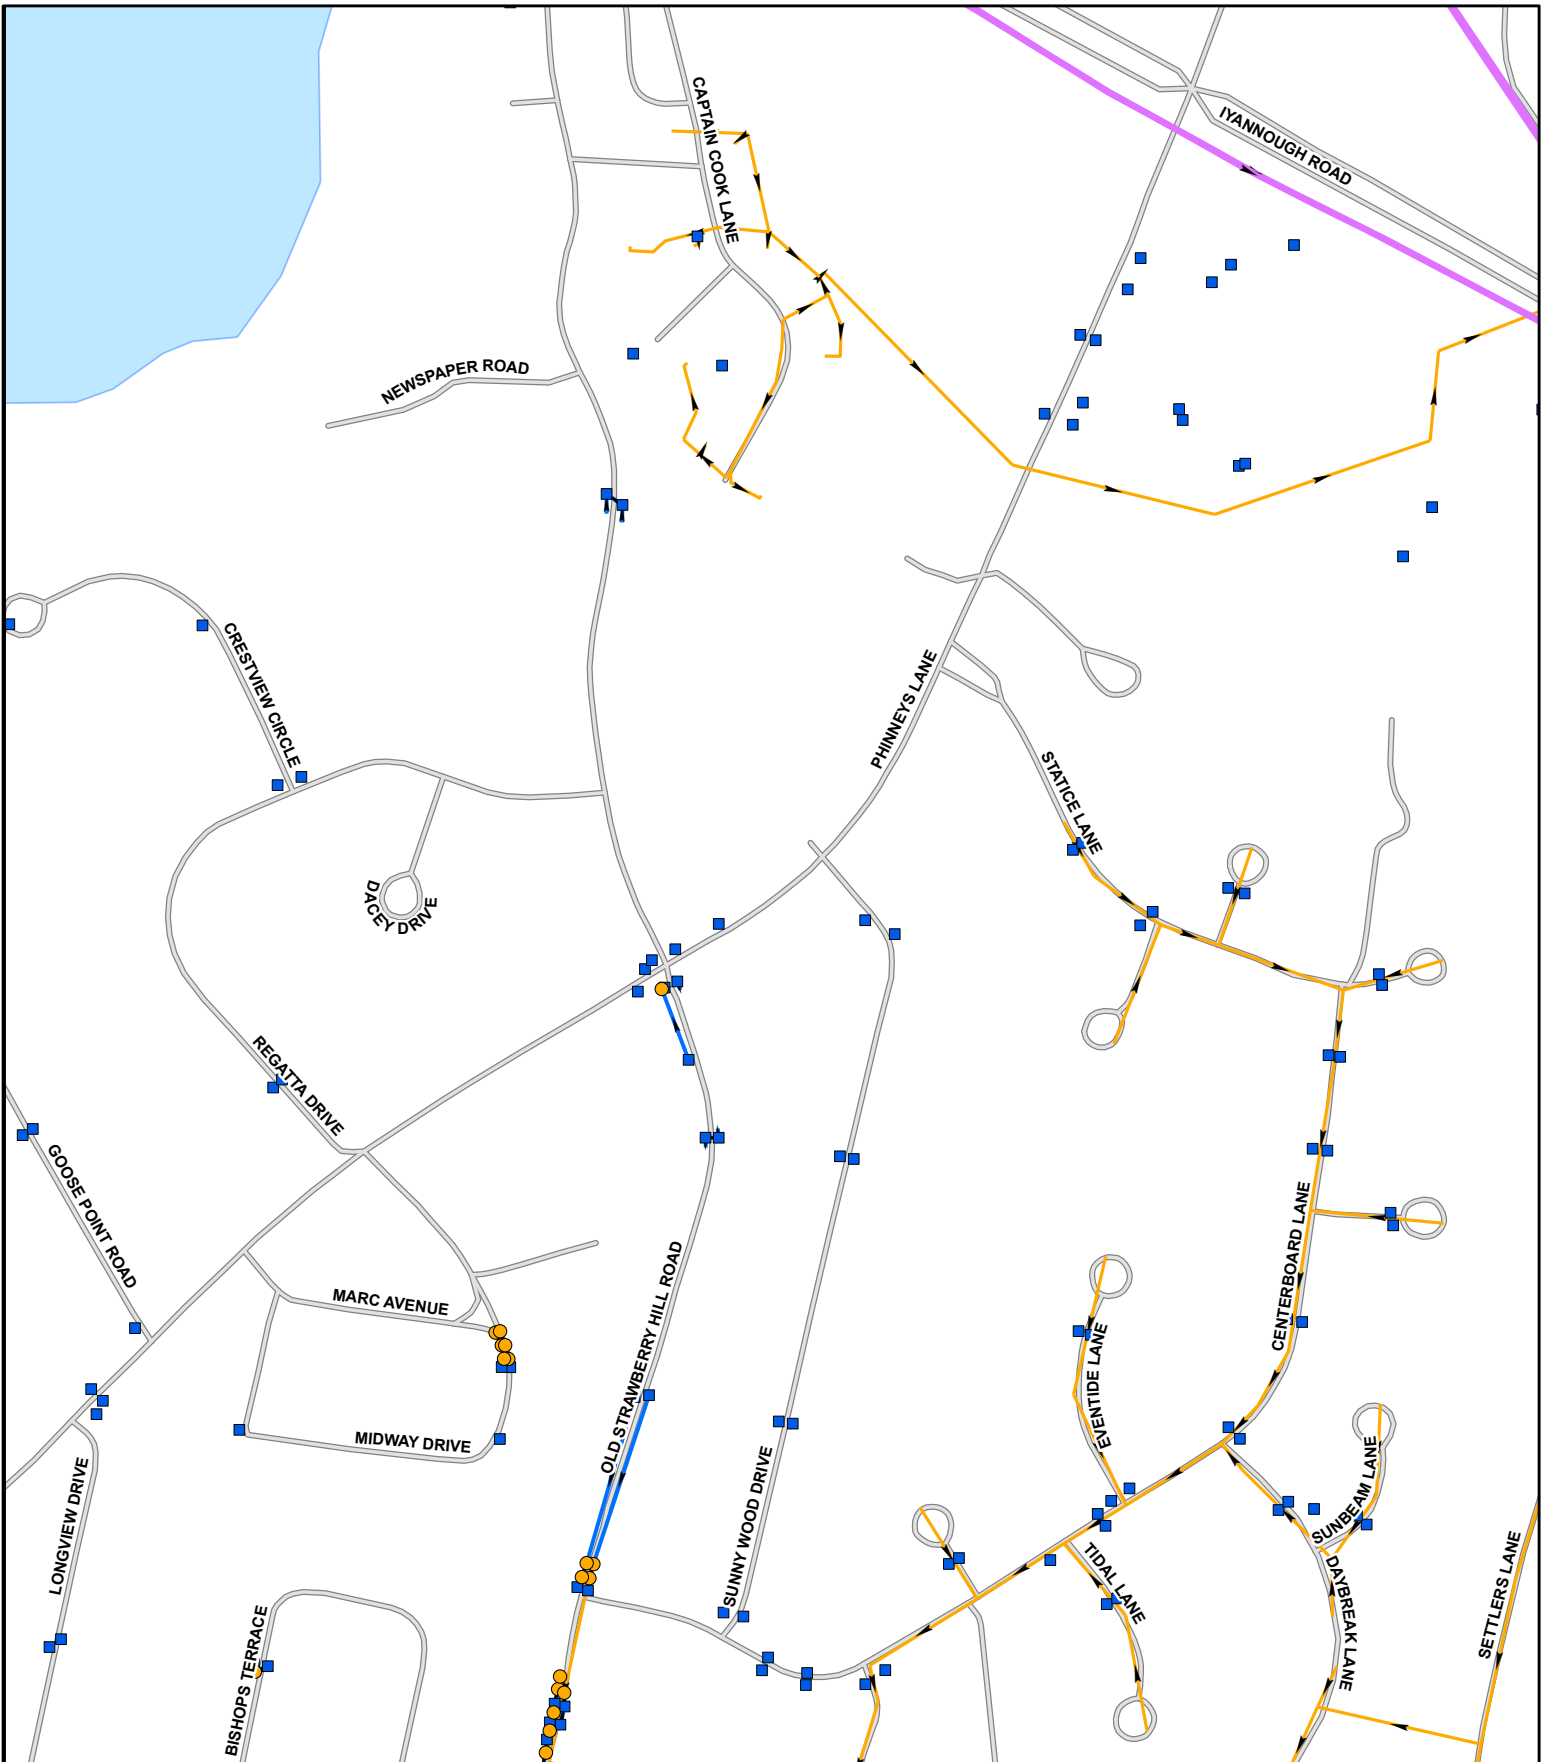 CAPTAIN COOK LANE
IYANNOUGH ROAD
NEWSPAPER ROAD
CRESTVIEW CIRCLE
PHINNEYS LANE
STATICE LANE
DACEY DRIVE
REGATTA DRIVE
GOOSE POINT ROAD
CENTERBOARD LANE
OLD STRAWBERRY HILL ROAD
MARC AVENUE
EVENTIDE LANE
MIDWAY DRIVE
SUNBEAM LANE
LONGVIEW DRIVE
SUNNY WOOD DRIVE
TIDAL LANE
SETTLERS LANE
DAYBREAK LANE
BISHOPS TERRACE